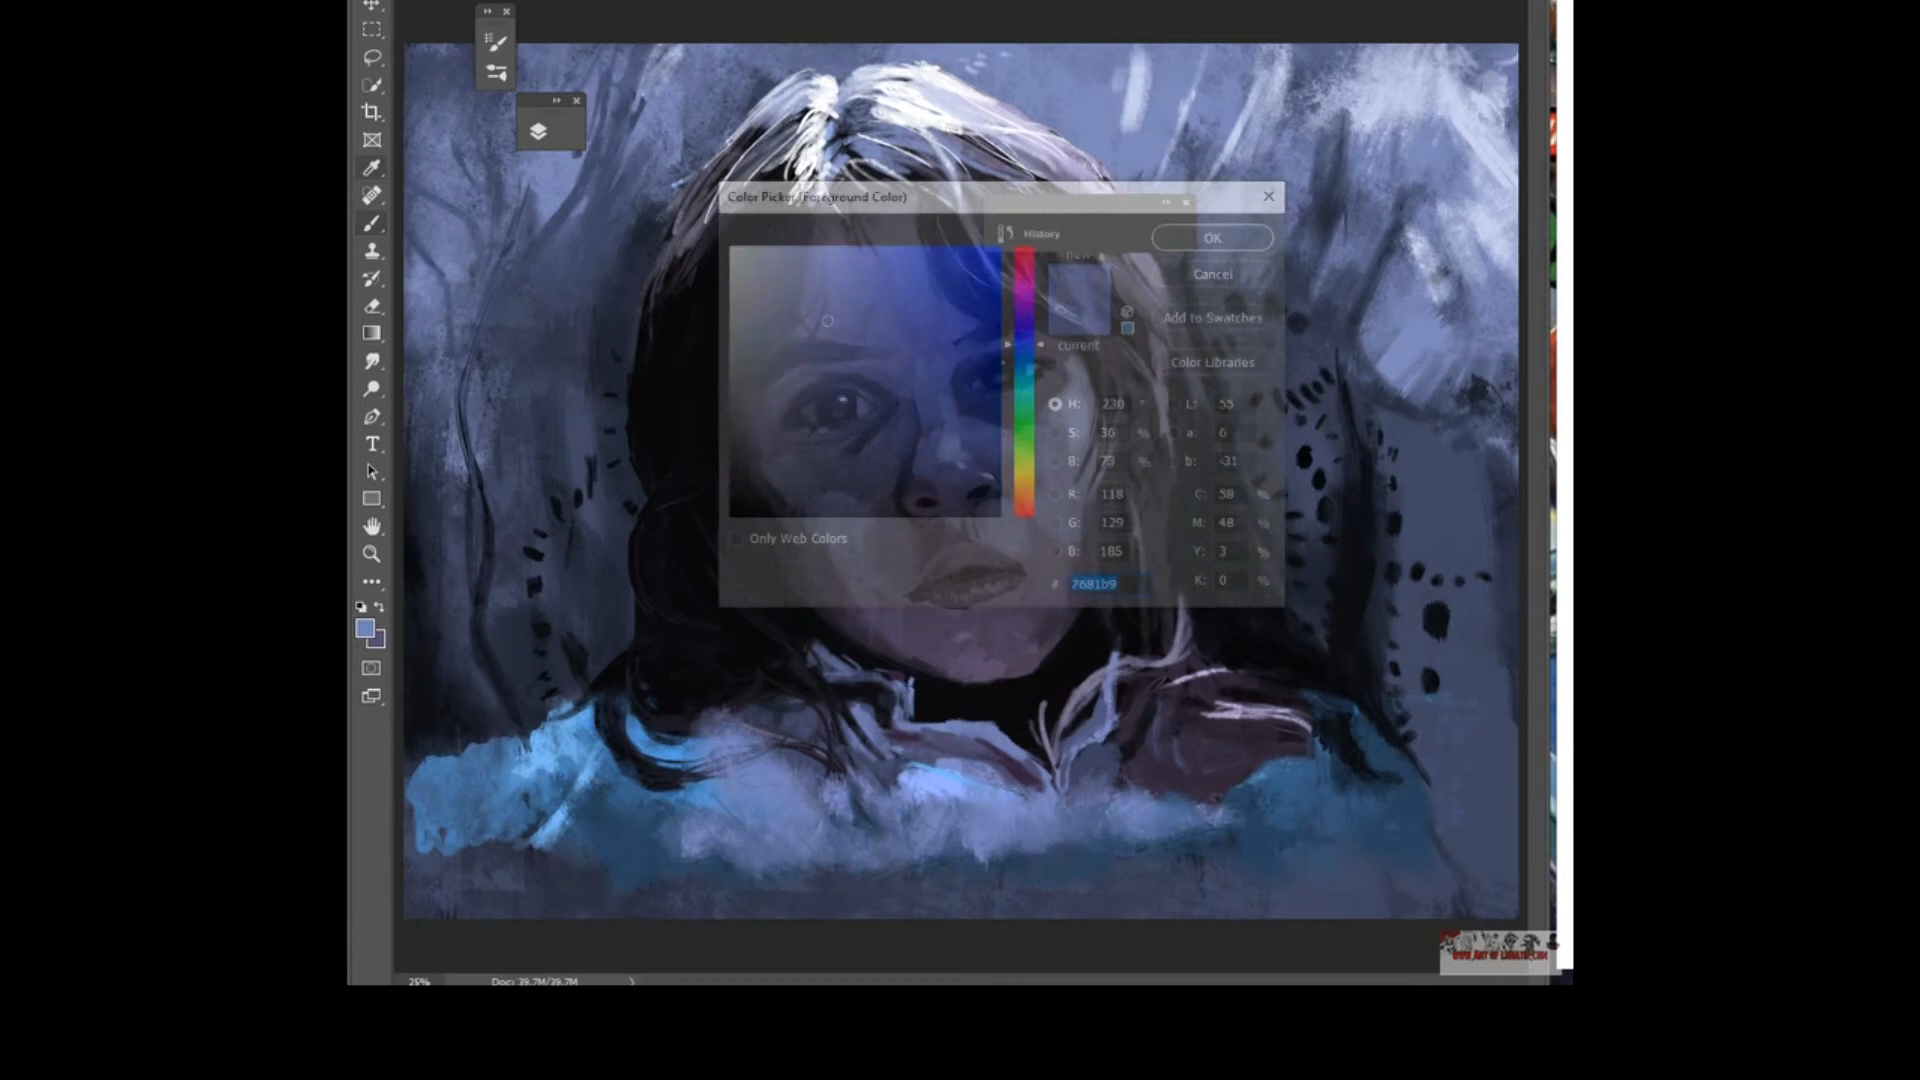 Color Picker (Foreground Color)
History
OK
new
Cancel
Add to Swatches
current
Color Libraries
H: 230 °
L: 55
S: 36 %
a: 6
B: 73 %
b: -31
R: 118
C: 58 %
G: 129
M: 48 %
B: 185
Y: 3 %
# 7681b9
K: 0 %
Only Web Colors
T
25%
Doc: 39.7M/39.7M